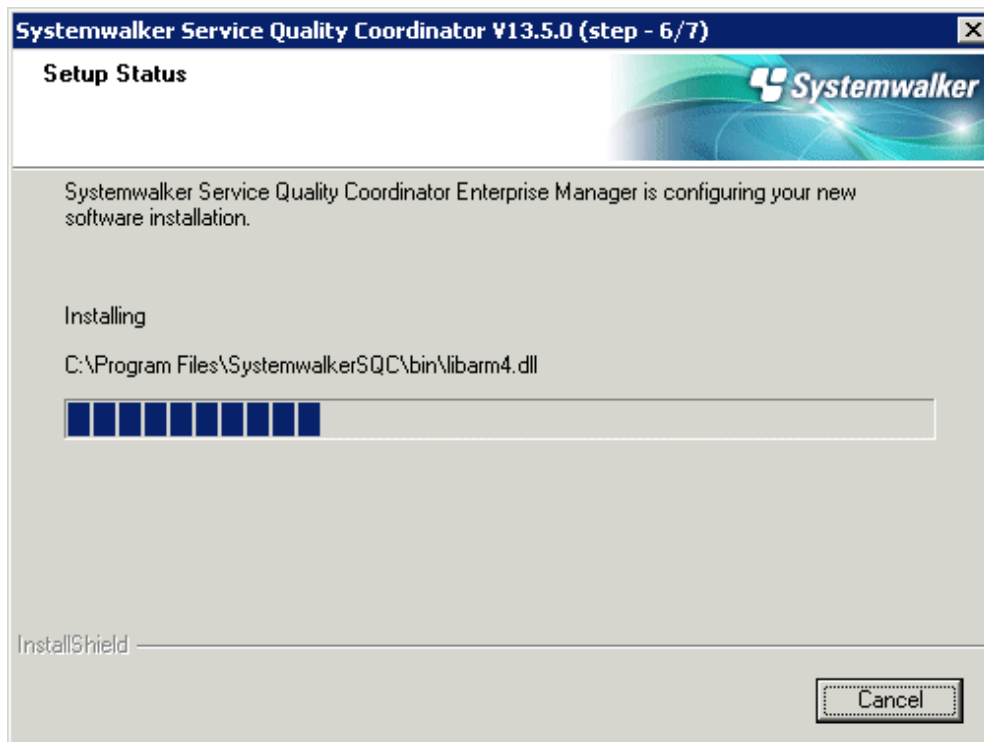 Systemwalker Service Quality Coordinator V13.5.0 (step - 6/7)
Setup Status
Systemwalker
Systemwalker Service Quality Coordinator Enterprise Manager is configuring your new
software installation.
Installing
C:\Program Files\SystemwalkerSQC\bin\libarm4.dll
InstallShield
Cancel